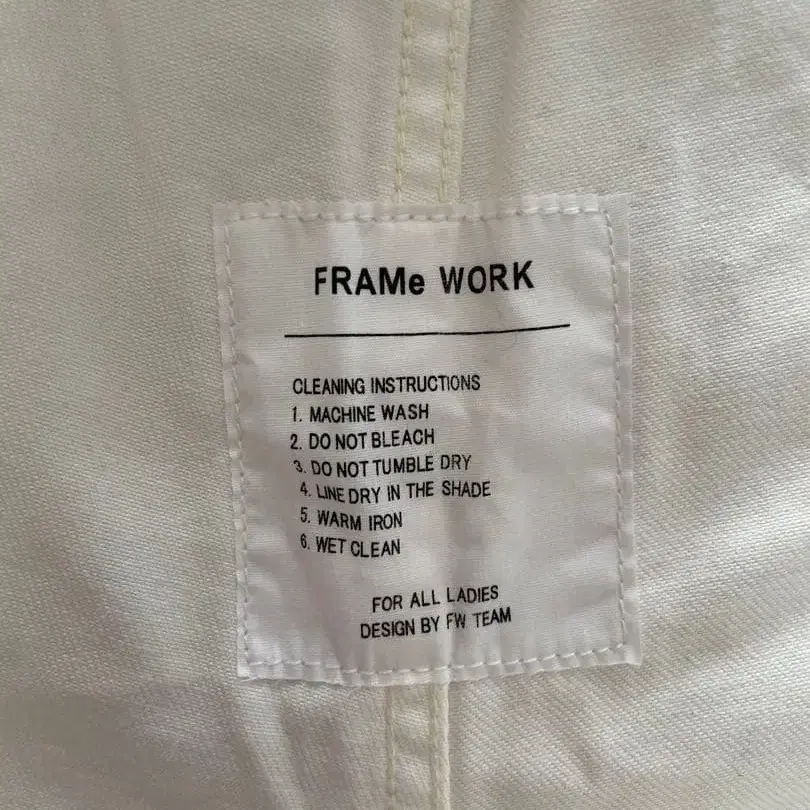 FRAMe WORK
CLEANING INSTRUCTIONS
1. MACHINE WASH
2. DO NOT BLEACH
3. DO NOT TUMBLE DRY
4. LINE DRY IN THE SHADE
5. WARM IRON
6. WET CLEAN
FOR ALL LADIES
DESIGN BY FW TEAM